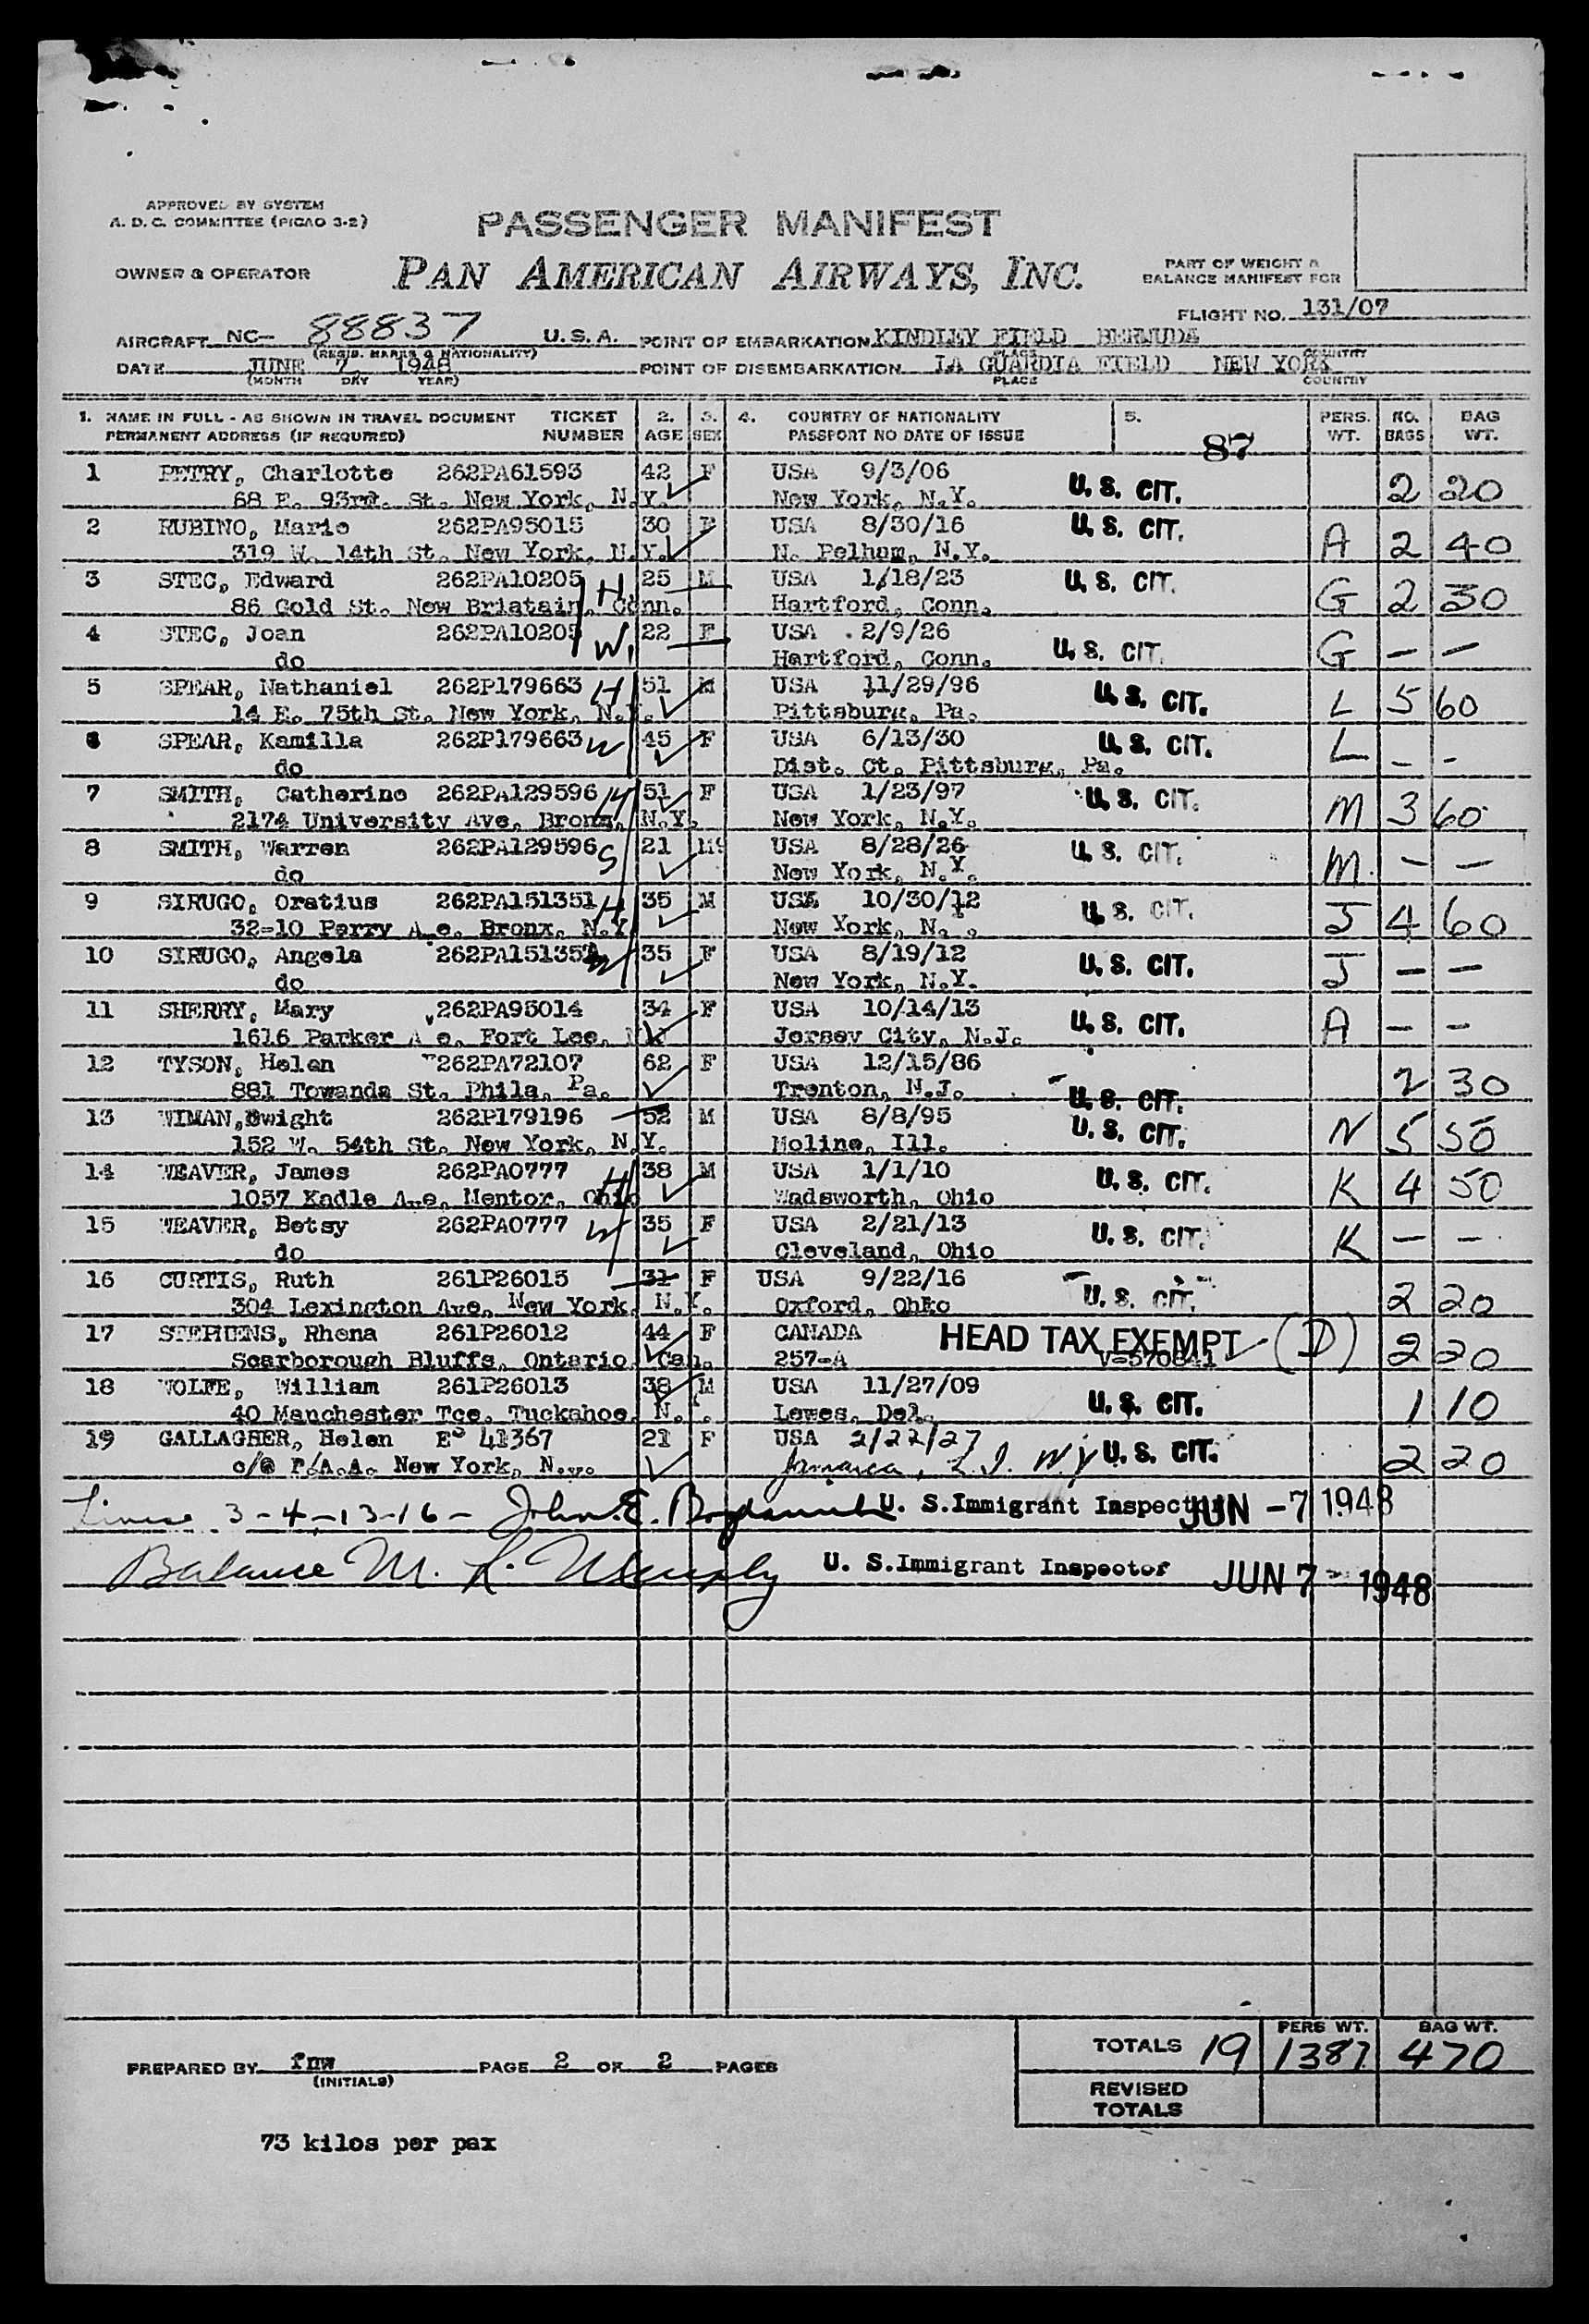 APPROVED BY SYSTEM
A. D. C. COMMITTEE (PICAO 3-2)
PASSENGER MANIFEST
OWNER & OPERATOR
PAN AMERICAN AIRWAYS, INC.
PART OF WEIGHT &
BALANCE MANIFEST FOR
FLIGHT NO. 131/07
AIRCRAFT NC- 88837 U.S.A. POINT OF EMBARKATION KINDLEY FIELD BERMUDA
(REGIS. MARKS & NATIONALITY) PLACE COUNTRY
DATE JUNE 7 1948 POINT OF DISEMBARKATION LA GUARDIA FIELD NEW YORK
(MONTH DAY YEAR) PLACE COUNTRY
1. NAME IN FULL - AS SHOWN IN TRAVEL DOCUMENT TICKET 2. 3. 4. COUNTRY OF NATIONALITY 5. PERS. NO. BAG
PERMANENT ADDRESS (IF REQUIRED) NUMBER AGE SEX PASSPORT NO DATE OF ISSUE 87 WT. BAGS WT.
1 PETRY, Charlotte 262PA61593 42 F USA 9/3/06 U. S. CIT. 2 20
68 E. 93rd. St. New York, N.Y. New York, N.Y.
2 RUBINO, Marie 262PA95015 30 F USA 8/30/16 U. S. CIT. A 2 40
319 W. 14th St. New York, N.Y. N. Pelham, N.Y.
3 STEC, Edward 262PA10205 H 25 M USA 1/18/23 U. S. CIT. G 2 30
86 Gold St. New Briatain, Conn. Hartford, Conn.
4 STEC, Joan 262PA10205 W. 22 F USA 2/9/26 U. S. CIT. G - -
do Hartford, Conn.
5 SPEAR, Nathaniel 262P179663 H 51 M USA 11/29/96 U. S. CIT. L 5 60
14 E. 75th St. New York, N.Y. Pittsburg, Pa.
6 SPEAR, Kamilla 262P179663 W 45 F USA 6/13/30 U. S. CIT. L - -
do Dist. Ct. Pittsburg, Pa.
7 SMITH, Catherine 262PA129596 M 51 F USA 1/23/97 U. S. CIT. M 3 60
2174 University Ave. Bronx, N.Y. New York, N.Y.
8 SMITH, Warren 262PA129596 S 21 M USA 8/28/26 U. S. CIT. M - -
do New York, N.Y.
9 SIRUGO, Oratius 262PA151351 H 35 M USA 10/30/12 U. S. CIT. J 4 60
32-10 Perry A e. Bronx, N.Y. New York, N. .
10 SIRUGO, Angela 262PA151351 W 35 F USA 8/19/12 U. S. CIT. J - -
do New York, N.Y.
11 SHERRY, Mary 262PA95014 34 F USA 10/14/13 U. S. CIT. A - -
1616 Parker A e. Fort Lee, N J Jersey City, N.J.
12 TYSON, Helen 262PA72107 62 F USA 12/15/86 U. S. CIT. 2 30
881 Towanda St. Phila, Pa. Trenton, N.J.
13 WIMAN,Dwight 262P179196 52 M USA 8/8/95 U. S. CIT. N 5 50
152 W. 54th St. New York, N.Y. Moline, Ill.
14 WEAVER, James 262PA0777 H 38 M USA 1/1/10 U. S. CIT. K 4 50
1057 Kadle Ave, Mentor, Ohio Wadsworth, Ohio
15 WEAVER, Betsy 262PA0777 W 35 F USA 2/21/13 U. S. CIT. K - -
do Cleveland, Ohio
16 CURTIS, Ruth 261P26015 31 F USA 9/22/16 U. S. CIT. 2 20
304 Lexington Ave, New York, N.Y. Oxford, Ohio
17 STEPHENS, Rhena 261P26012 44 F CANADA HEAD TAX EXEMPT (D) 2 20
Scarborough Bluffs, Ontario, Can. 257-A V-570841
18 WOLFE, William 261P26013 38 M USA 11/27/09 U. S. CIT. 1 10
40 Manchester Tce. Tuckahoe, N. . Lewes, Del.
19 GALLAGHER, Helen 41367 21 F USA 2/22/27 U. S. CIT. 2 20
c/o P.A.A. New York, N.Y. Jamaica, L.I. N.Y
3-4-13-16- John E. U. S.Immigrant Inspector JUN -7 1948
Balance M. L. Murphy U. S.Immigrant Inspector JUN 7 - 1948
TOTALS 19 PERS WT. 1387 BAG WT. 470
PREPARED BY fnw PAGE 2 OF 2 PAGES
(INITIALS)
REVISED
TOTALS
73 kilos per pax